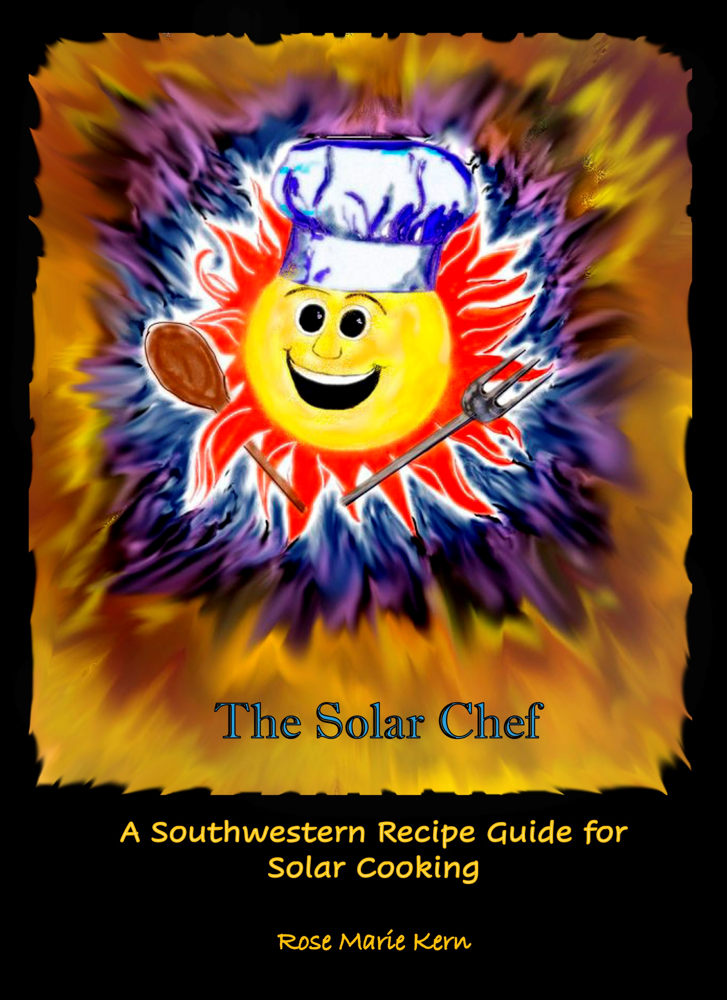 The Solar Chef
A Southwestern Recipe Guide for
Solar Cooking
Rose Marie Kern